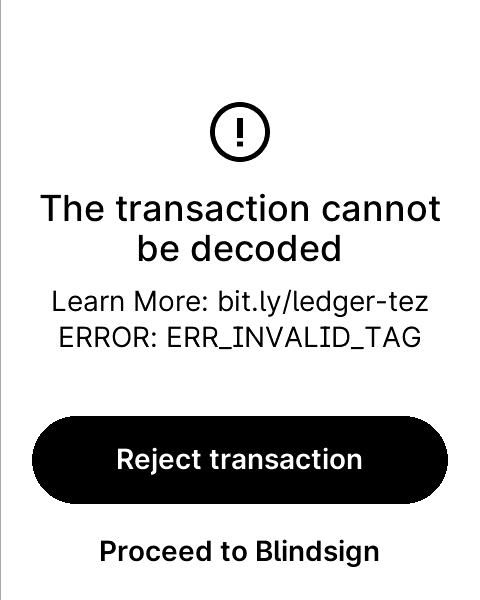 The transaction cannot
be decoded
Learn More: bit.ly/ledger-tez
ERROR: ERR_INVALID_TAG
Reject transaction
Proceed to Blindsign